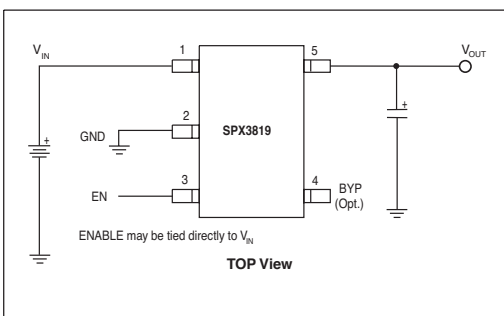 V_IN
1
5
V_OUT
+
+
2
GND
SPX3819
3
4
EN
BYP
(Opt.)
ENABLE may be tied directly to V_IN
TOP View